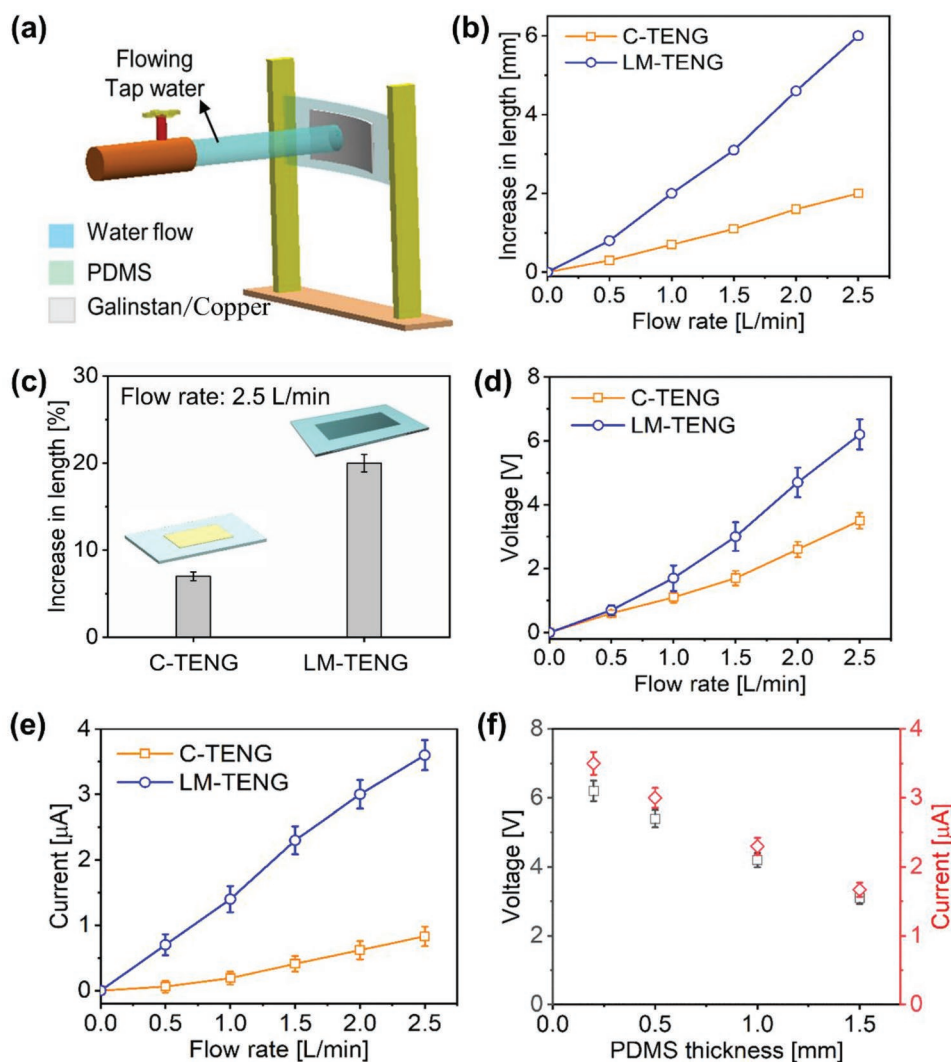 (a)
Flowing
Tap water
Water flow
PDMS
Galinstan/Copper
(b)
C-TENG
LM-TENG
Increase in length [mm]
6
4
2
0
0.0 0.5 1.0 1.5 2.0 2.5
Flow rate [L/min]
(c)
Flow rate: 2.5 L/min
Increase in length [%]
30
20
10
0
C-TENG LM-TENG
(d)
C-TENG
LM-TENG
Voltage [V]
8
6
4
2
0
0.0 0.5 1.0 1.5 2.0 2.5
Flow rate [L/min]
(e)
C-TENG
LM-TENG
Current [μA]
4
3
2
1
0
0.0 0.5 1.0 1.5 2.0 2.5
Flow rate [L/min]
(f)
Voltage [V]
8
6
4
2
0
Current [μA]
4
3
2
1
0
0.0 0.5 1.0 1.5
PDMS thickness [mm]